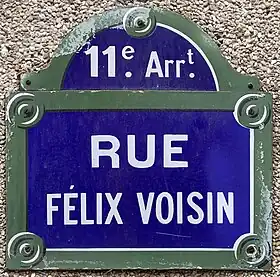 11e. Arrt.
RUE
FÉLIX VOISIN